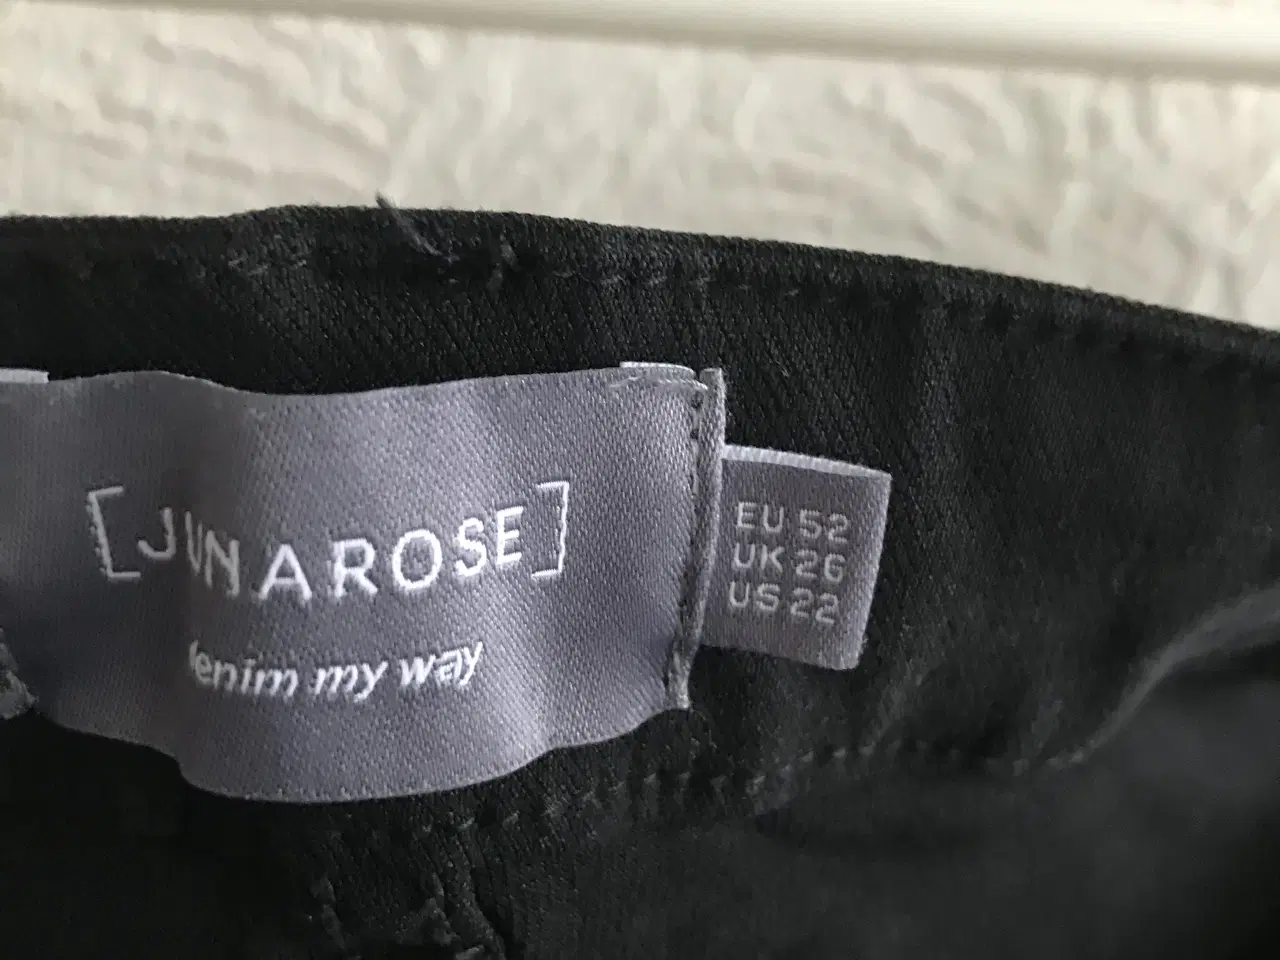 [JUNAROSE]
denim my way
EU 52
UK 26
US 22